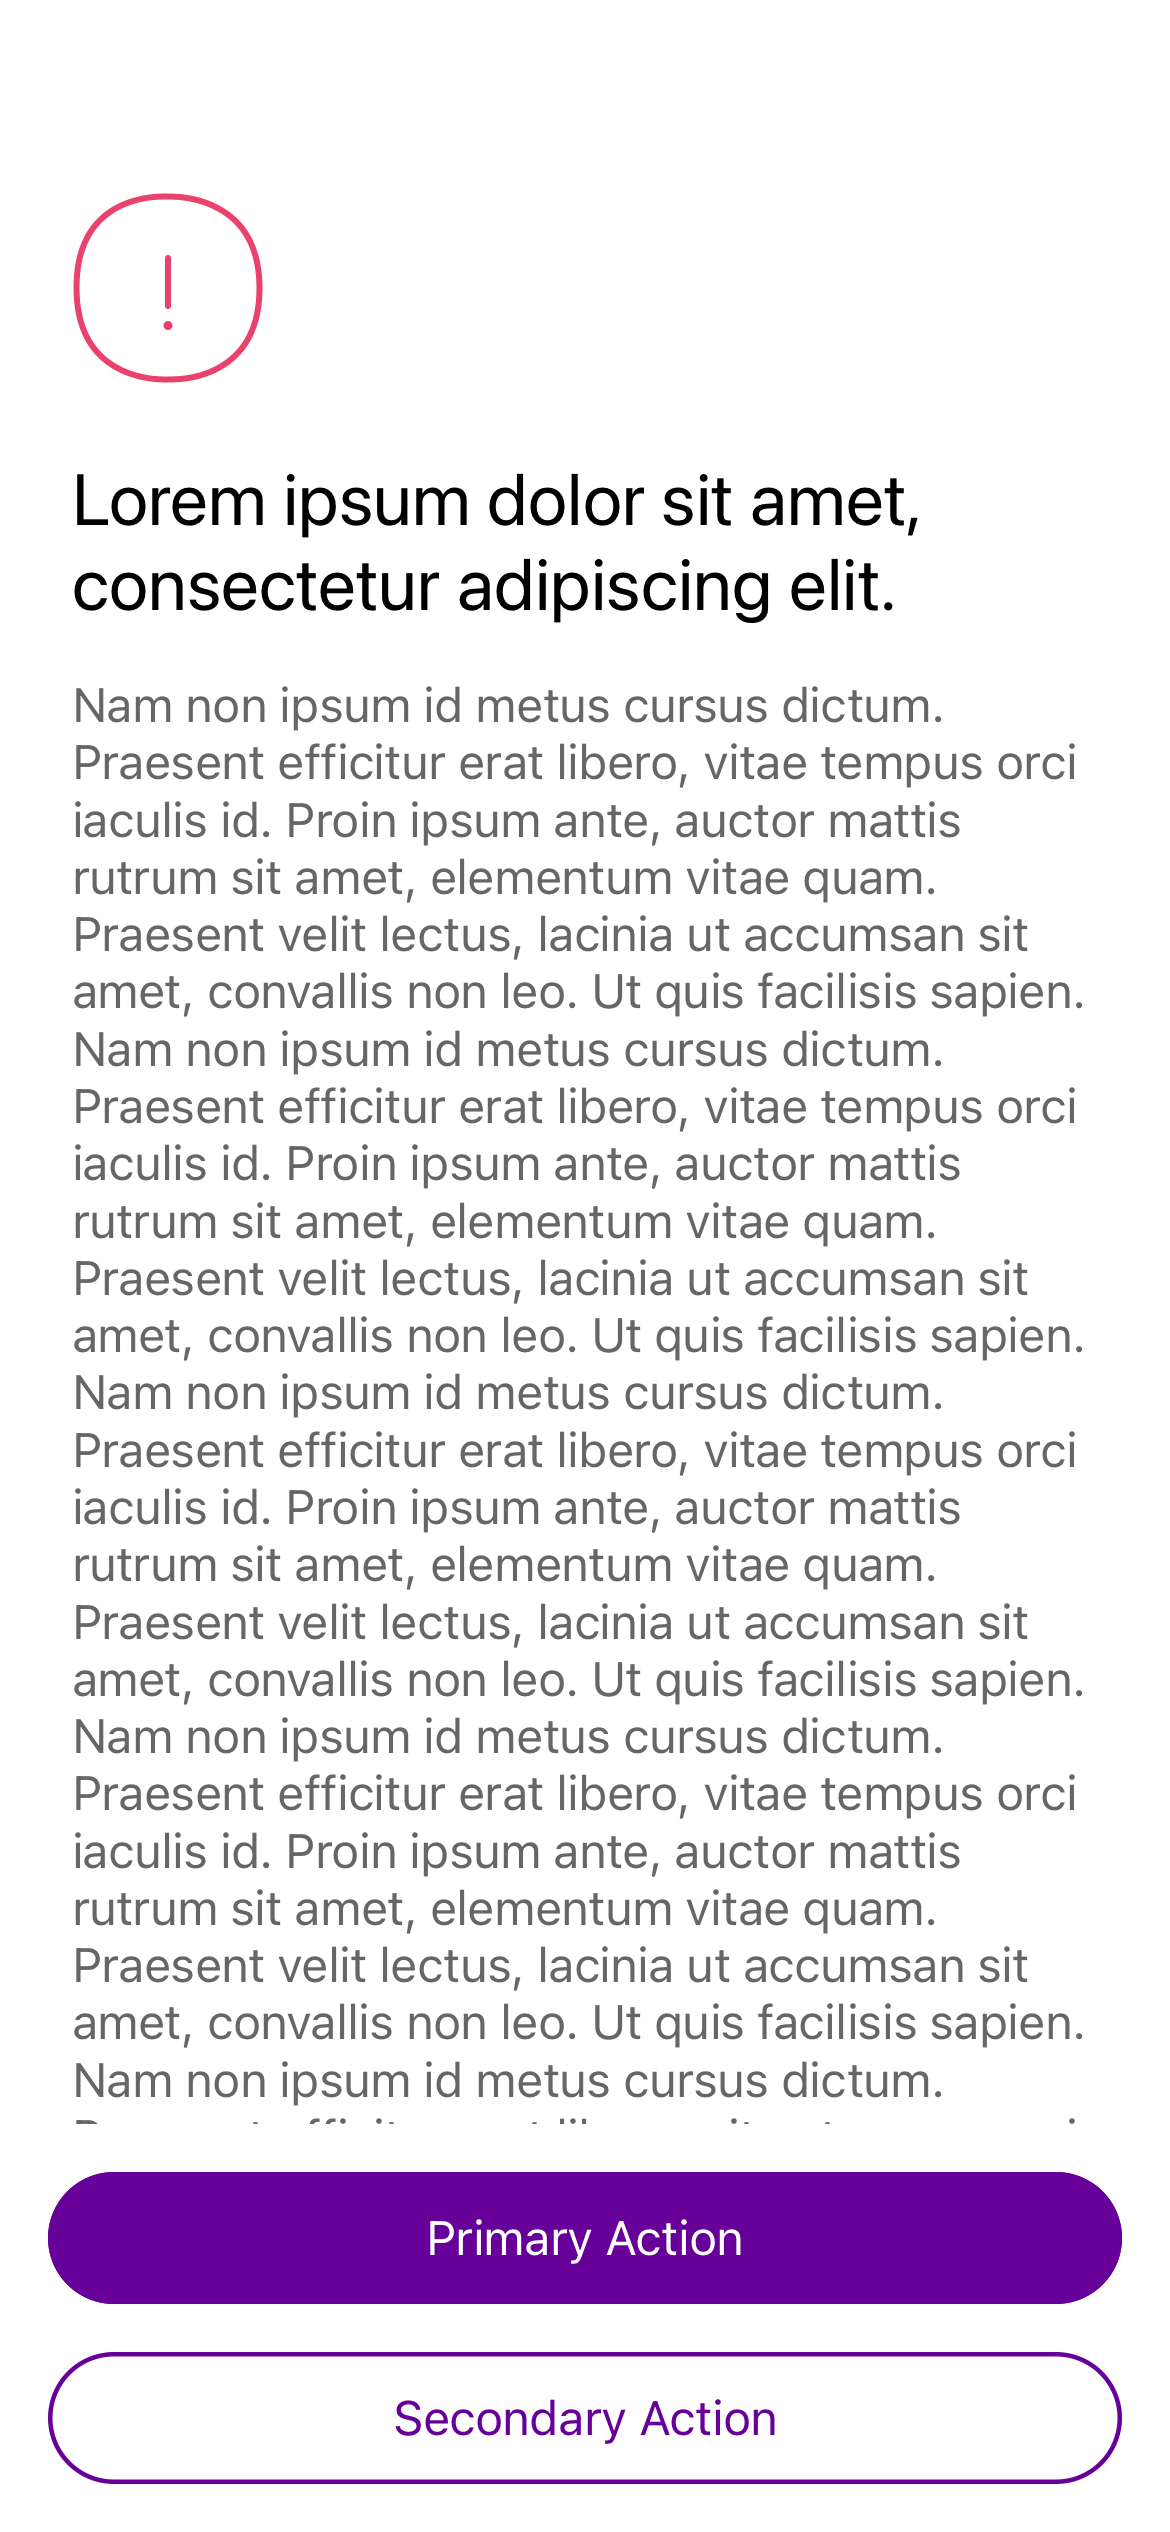 !
Lorem ipsum dolor sit amet,
consectetur adipiscing elit.
Nam non ipsum id metus cursus dictum.
Praesent efficitur erat libero, vitae tempus orci
iaculis id. Proin ipsum ante, auctor mattis
rutrum sit amet, elementum vitae quam.
Praesent velit lectus, lacinia ut accumsan sit
amet, convallis non leo. Ut quis facilisis sapien.
Nam non ipsum id metus cursus dictum.
Praesent efficitur erat libero, vitae tempus orci
iaculis id. Proin ipsum ante, auctor mattis
rutrum sit amet, elementum vitae quam.
Praesent velit lectus, lacinia ut accumsan sit
amet, convallis non leo. Ut quis facilisis sapien.
Nam non ipsum id metus cursus dictum.
Praesent efficitur erat libero, vitae tempus orci
iaculis id. Proin ipsum ante, auctor mattis
rutrum sit amet, elementum vitae quam.
Praesent velit lectus, lacinia ut accumsan sit
amet, convallis non leo. Ut quis facilisis sapien.
Nam non ipsum id metus cursus dictum.
Praesent efficitur erat libero, vitae tempus orci
iaculis id. Proin ipsum ante, auctor mattis
rutrum sit amet, elementum vitae quam.
Praesent velit lectus, lacinia ut accumsan sit
amet, convallis non leo. Ut quis facilisis sapien.
Nam non ipsum id metus cursus dictum.
Primary Action
Secondary Action